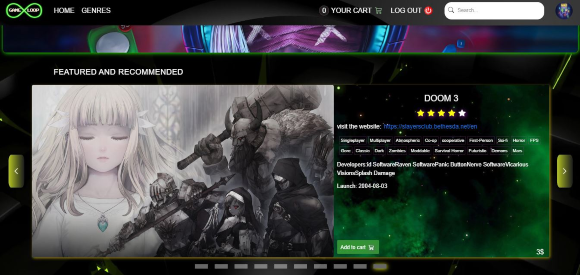 GAME LOOP
HOME GENRES
0 YOUR CART
LOG OUT
Search...
FEATURED AND RECOMMENDED
DOOM 3
visit the website: https://slayersclub.bethesda.net/en
Singleplayer Multiplayer Atmospheric Co-op cooperative First-Person Sci-fi Horror FPS
Gore Classic Dark Zombies Moddable Survival Horror Futuristic Demons Mars
Developers:id SoftwareRaven SoftwarePanic ButtonNerve SoftwareVicarious
VisionsSplash Damage
Launch: 2004-08-03
Add to cart
3$